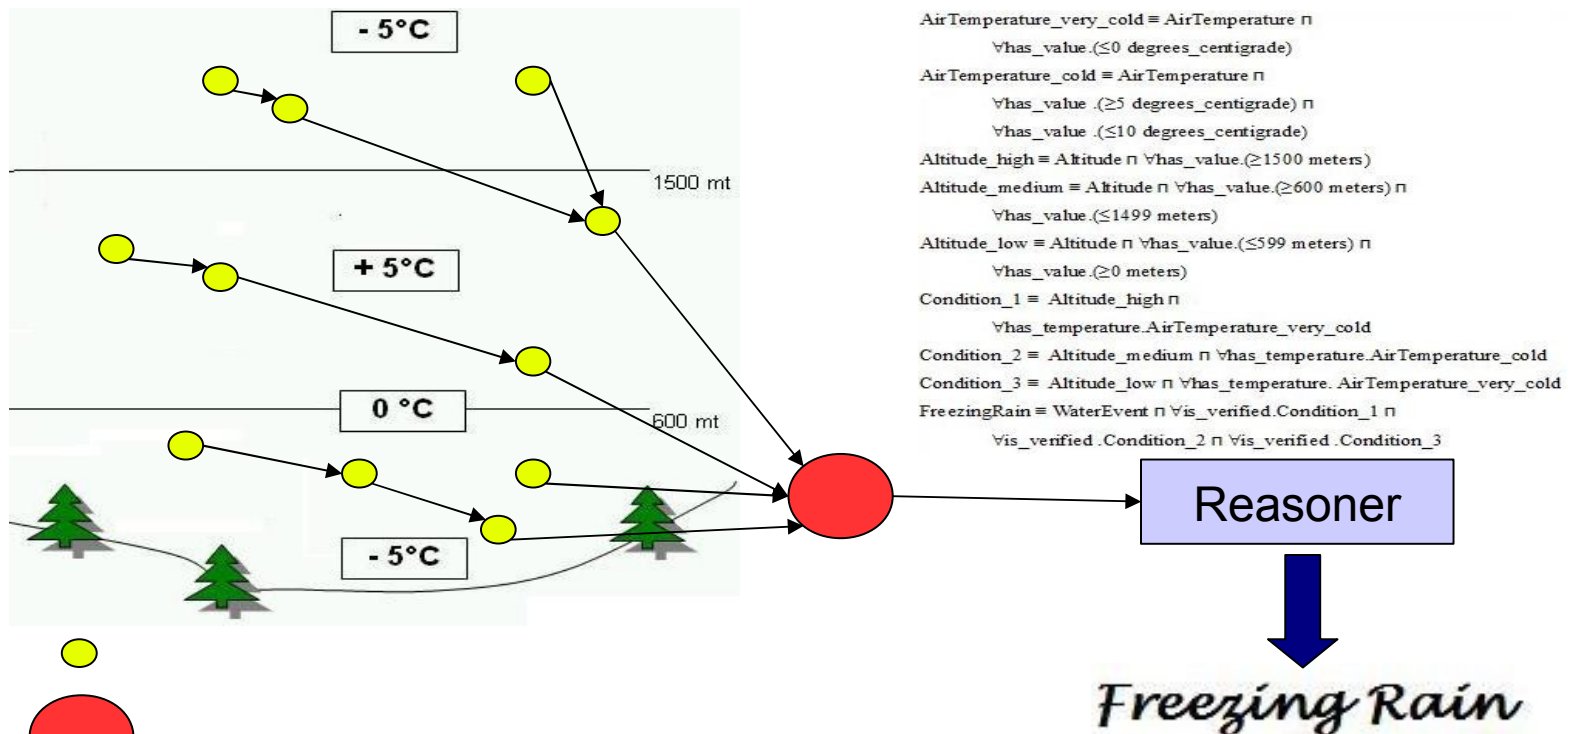 - 5°C
1500 mt
+ 5°C
0 °C
600 mt
- 5°C
AirTemperature_very_cold ≡ AirTemperature ⊓
∀has_value.(≤0 degrees_centigrade)
AirTemperature_cold ≡ AirTemperature ⊓
∀has_value .(≥5 degrees_centigrade) ⊓
∀has_value .(≤10 degrees_centigrade)
Altitude_high ≡ Altitude ⊓ ∀has_value.(≥1500 meters)
Altitude_medium ≡ Altitude ⊓ ∀has_value.(≥600 meters) ⊓
∀has_value.(≤1499 meters)
Altitude_low ≡ Altitude ⊓ ∀has_value.(≤599 meters) ⊓
∀has_value.(≥0 meters)
Condition_1 ≡ Altitude_high ⊓
∀has_temperature.AirTemperature_very_cold
Condition_2 ≡ Altitude_medium ⊓ ∀has_temperature.AirTemperature_cold
Condition_3 ≡ Altitude_low ⊓ ∀has_temperature. AirTemperature_very_cold
FreezingRain ≡ WaterEvent ⊓ ∀is_verified.Condition_1 ⊓
∀is_verified .Condition_2 ⊓ ∀is_verified .Condition_3
Reasoner
Freezing Rain